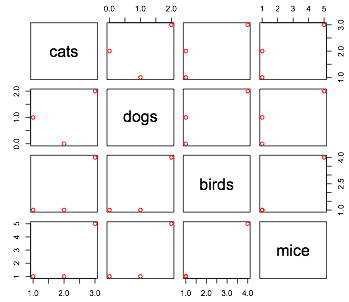 0.0 1.0 2.0 1 2 3 4 5
cats
1.0 2.0 3.0
0.0 1.0 2.0
dogs
birds
1.0 2.0 3.0 4.0
1 2 3 4 5
mice
1.0 2.0 3.0 1.0 2.0 3.0 4.0